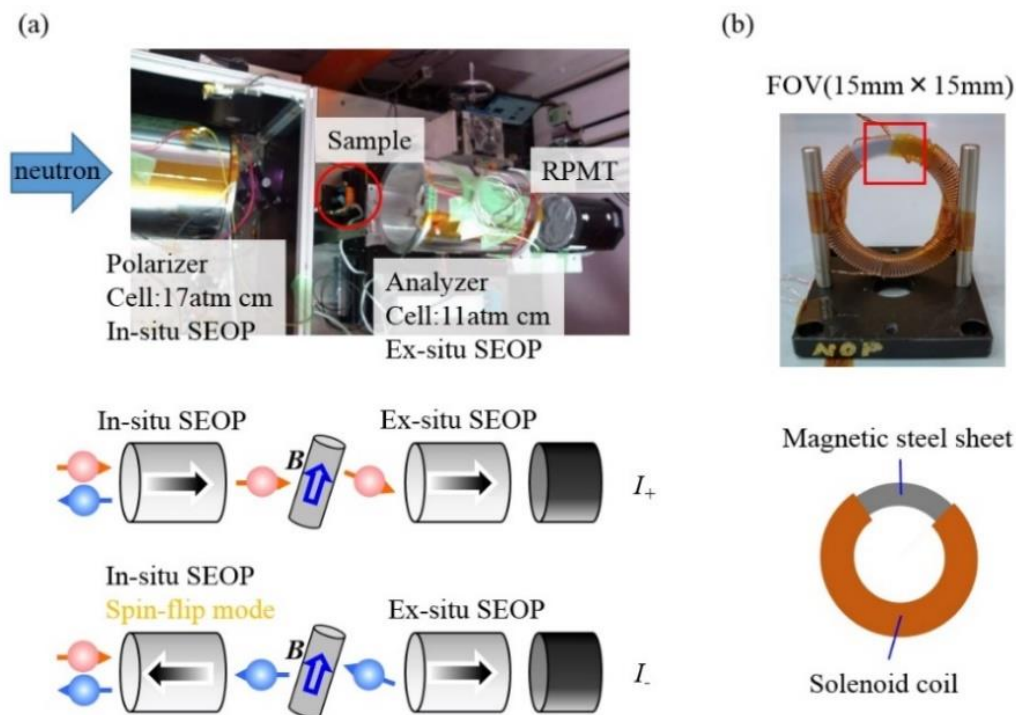 (a)
(b)
FOV(15mm × 15mm)
Sample
neutron
RPMT
Polarizer
Cell:17atm cm
In-situ SEOP
Analyzer
Cell:11atm cm
Ex-situ SEOP
NOP
In-situ SEOP
Ex-situ SEOP
B
I+
Magnetic steel sheet
In-situ SEOP
Spin-flip mode
Ex-situ SEOP
B
I-
Solenoid coil